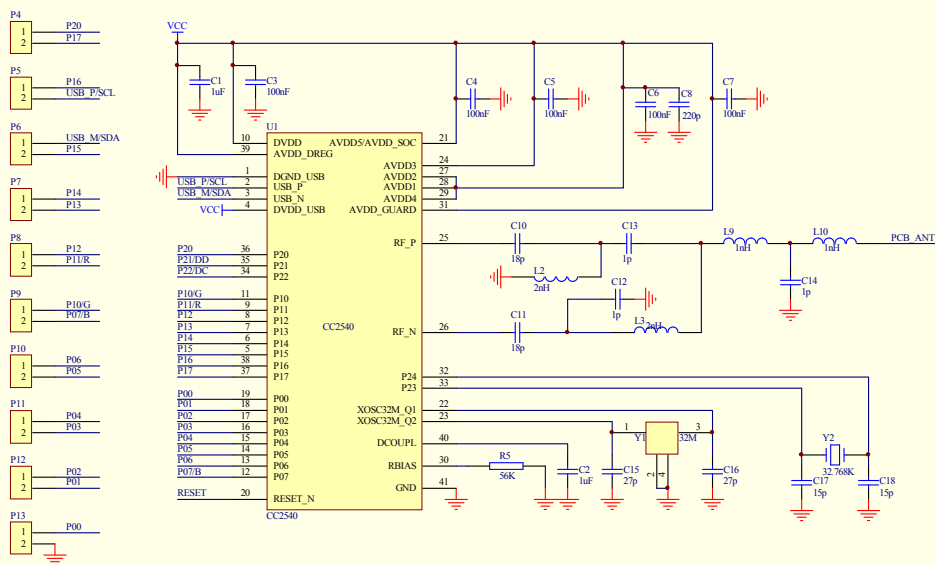 P4
1 P20
2 P17
P5
1 P16
2 USB_P/SCL
P6
1 USB_M/SDA
2 P15
P7
1 P14
2 P13
P8
1 P12
2 P11/R
P9
1 P10/G
2 P07/B
P10
1 P06
2 P05
P11
1 P04
2 P03
P12
1 P02
2 P01
P13
1 P00
2
VCC
C1
1uF
C3
100nF
C4
100nF
C5
100nF
C6
100nF
C8
220p
C7
100nF
U1
10 DVDD
39 AVDD_DREG
1 DGND_USB
USB_P/SCL 2 USB_P
USB_M/SDA 3 USB_N
VCC 4 DVDD_USB
P20 36 P20
P21/DD 35 P21
P22/DC 34 P22
P10/G 11 P10
P11/R 9 P11
P12 8 P12
P13 7 P13
P14 6 P14
P15 5 P15
P16 38 P16
P17 37 P17
P00 19 P00
P01 18 P01
P02 17 P02
P03 16 P03
P04 15 P04
P05 14 P05
P06 13 P06
P07/B 12 P07
RESET 20 RESET_N
CC2540
CC2540
AVDD5/AVDD_SOC 21
AVDD3 24
AVDD2 27
AVDD1 28
AVDD4 29
AVDD_GUARD 31
RF_P 25
RF_N 26
P24 32
P23 33
XOSC32M_Q1 22
XOSC32M_Q2 23
DCOUPL 40
RBIAS 30
GND 41
C10
18p
C13
1p
L2
2nH
C12
1p
C11
18p
L3
2nH
L9
1nH
L10
1nH
PCB_ANT
C14
1p
R5
56K
C2
1uF
C15
27p
1 Y1 32M 3
2 4
C16
27p
Y2
32.768K
C17
15p
C18
15p